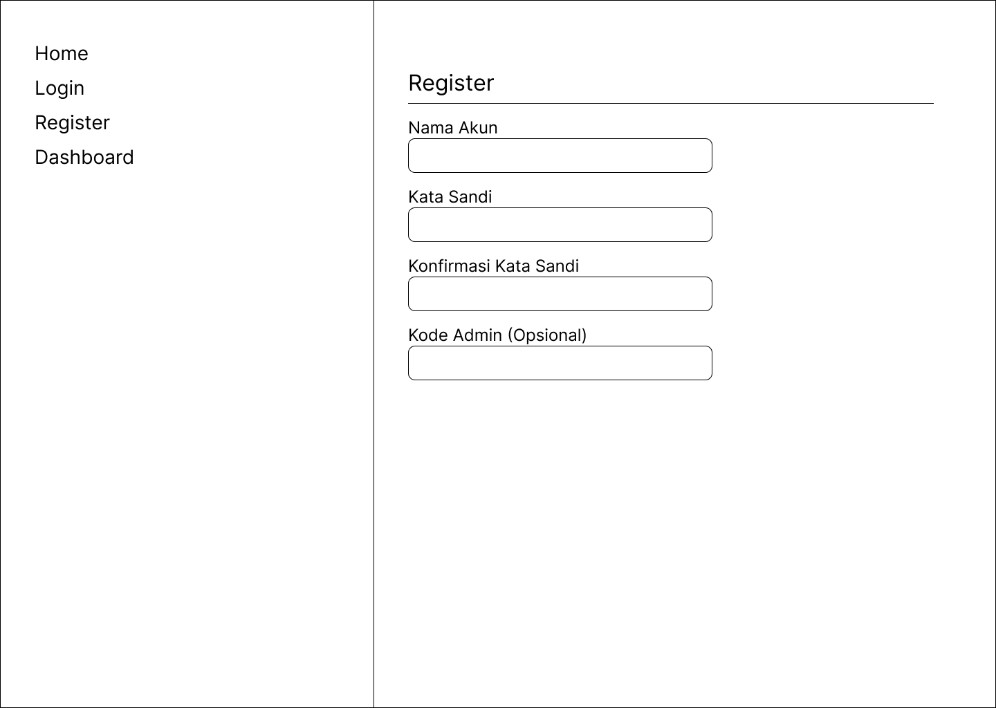 Home
Login
Register
Dashboard
Register
Nama Akun
Kata Sandi
Konfirmasi Kata Sandi
Kode Admin (Opsional)